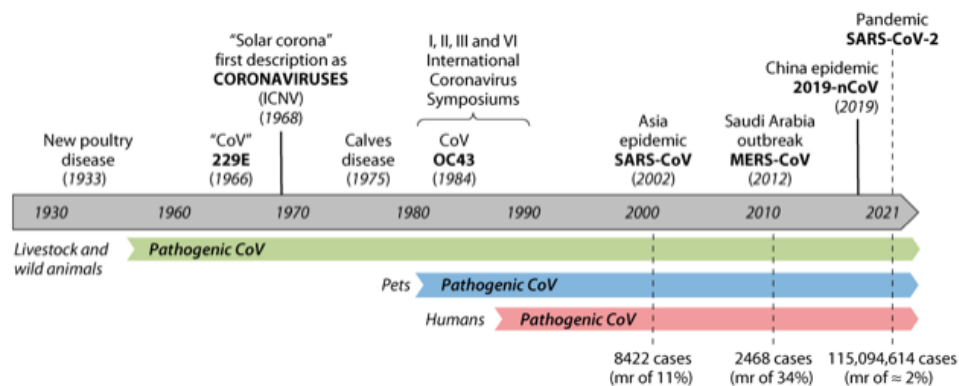 Pandemic
SARS-CoV-2
“Solar corona”
first description as
CORONAVIRUSES
(ICNV)
(1968)
I, II, III and VI
International
Coronavirus
Symposiums
China epidemic
2019-nCoV
(2019)
New poultry
disease
(1933)
“CoV”
229E
(1966)
Calves
disease
(1975)
CoV
OC43
(1984)
Asia
epidemic
SARS-CoV
(2002)
Saudi Arabia
outbreak
MERS-CoV
(2012)
1930 1960 1970 1980 1990 2000 2010 2021
Livestock and
wild animals
Pathogenic CoV
Pets Pathogenic CoV
Humans Pathogenic CoV
8422 cases
(mr of 11%)
2468 cases
(mr of 34%)
115,094,614 cases
(mr of ≈ 2%)